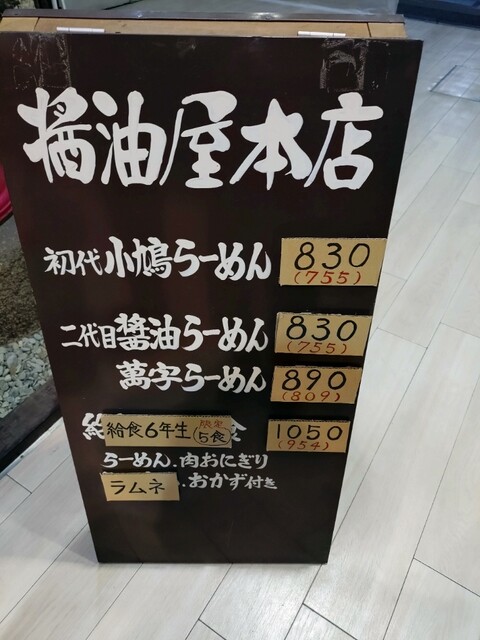 醤油屋本店
初代小鳩らーめん 830
(755)
二代目醬油らーめん 830
(755)
萬字らーめん 890
(809)
給食6年生(限定5食) 1050
(954)
らーめん.肉おにぎり
ラムネ.おかず付き